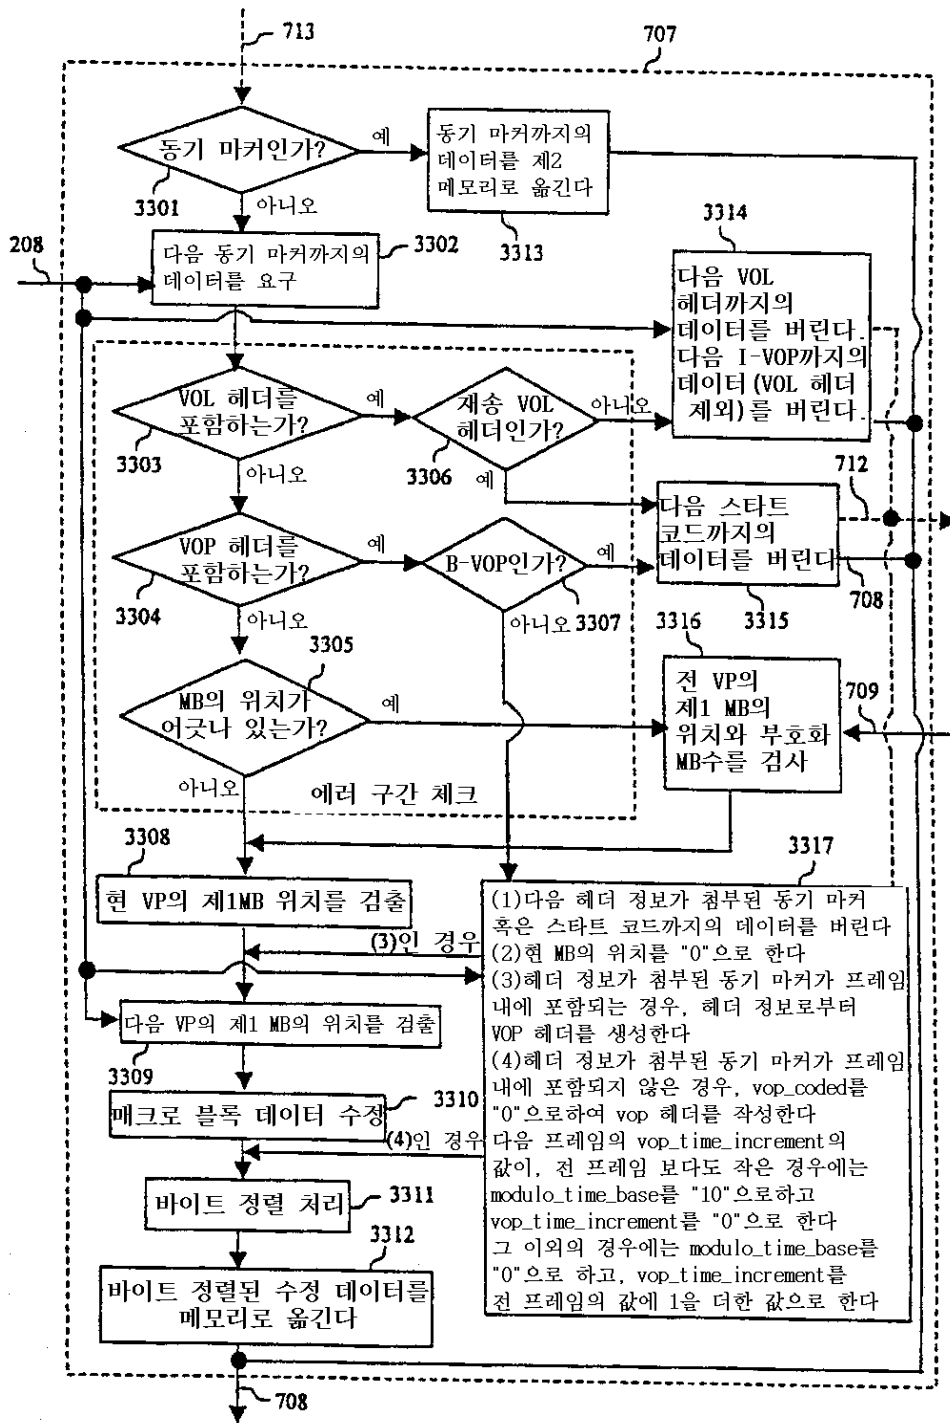 713
707
동기 마커인가?
예
3301
아니오
동기 마커까지의
데이터를 제2
메모리로 옮긴다
3313
208
다음 동기 마커까지의
데이터를 요구
3302
3314
다음 VOL
헤더까지의
데이터를 버린다.
다음 I-VOP까지의
데이터(VOL 헤더
제외)를 버린다.
VOL 헤더를
포함하는가?
예
3303
아니오
재송 VOL
헤더인가?
아니오
3306
예
712
다음 스타트
코드까지의
데이터를 버린다
708
3315
VOP 헤더를
포함하는가?
예
3304
아니오
B-VOP인가?
예
3307
아니오
3305
MB의 위치가
어긋나 있는가?
예
아니오
에러 구간 체크
3316
전 VP의
제1 MB의
위치와 부호화
MB수를 검사
709
3308
현 VP의 제1MB 위치를 검출
(3)인 경우
다음 VP의 제1 MB의 위치를 검출
3309
매크로 블록 데이터 수정
3310
(4)인 경우
바이트 정렬 처리
3311
3312
바이트 정렬된 수정 데이터를
메모리로 옮긴다
708
3317
(1)다음 헤더 정보가 첨부된 동기 마커
혹은 스타트 코드까지의 데이터를 버린다
(2)현 MB의 위치를 "0"으로 한다
(3)헤더 정보가 첨부된 동기 마커가 프레임
내에 포함되는 경우, 헤더 정보로부터
VOP 헤더를 생성한다
(4)헤더 정보가 첨부된 동기 마커가 프레임
내에 포함되지 않은 경우, vop_coded를
"0"으로하여 vop 헤더를 작성한다
다음 프레임의 vop_time_increment의
값이, 전 프레임 보다도 작은 경우에는
modulo_time_base를 "10"으로하고
vop_time_increment를 "0"으로 한다
그 이외의 경우에는 modulo_time_base를
"0"으로 하고, vop_time_increment를
전 프레임의 값에 1을 더한 값으로 한다